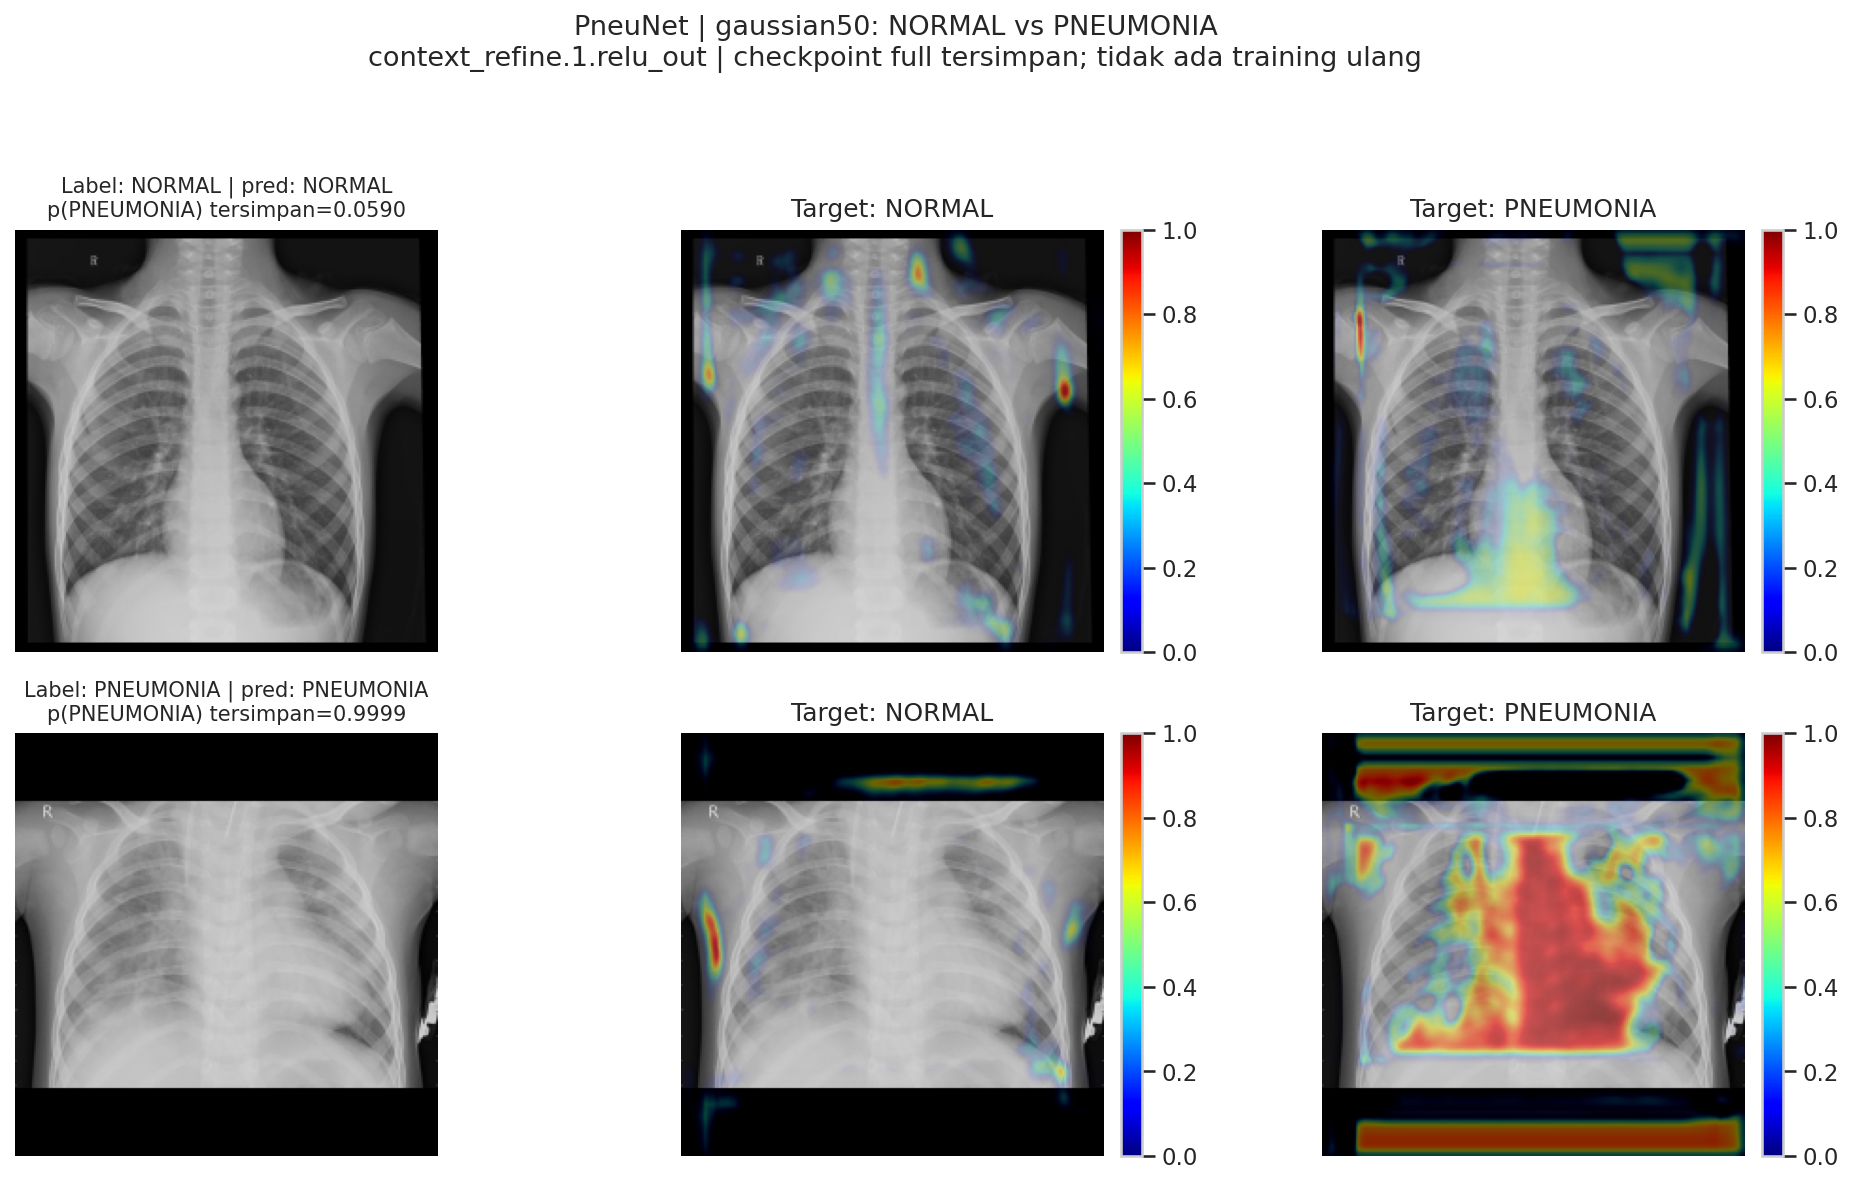 PneuNet | gaussian50: NORMAL vs PNEUMONIA
context_refine.1.relu_out | checkpoint full tersimpan; tidak ada training ulang
Label: NORMAL | pred: NORMAL
p(PNEUMONIA) tersimpan=0.0590
R
Target: NORMAL
R
1.0
0.8
0.6
0.4
0.2
0.0
Target: PNEUMONIA
R
1.0
0.8
0.6
0.4
0.2
0.0
Label: PNEUMONIA | pred: PNEUMONIA
p(PNEUMONIA) tersimpan=0.9999
R
Target: NORMAL
R
1.0
0.8
0.6
0.4
0.2
0.0
Target: PNEUMONIA
R
1.0
0.8
0.6
0.4
0.2
0.0